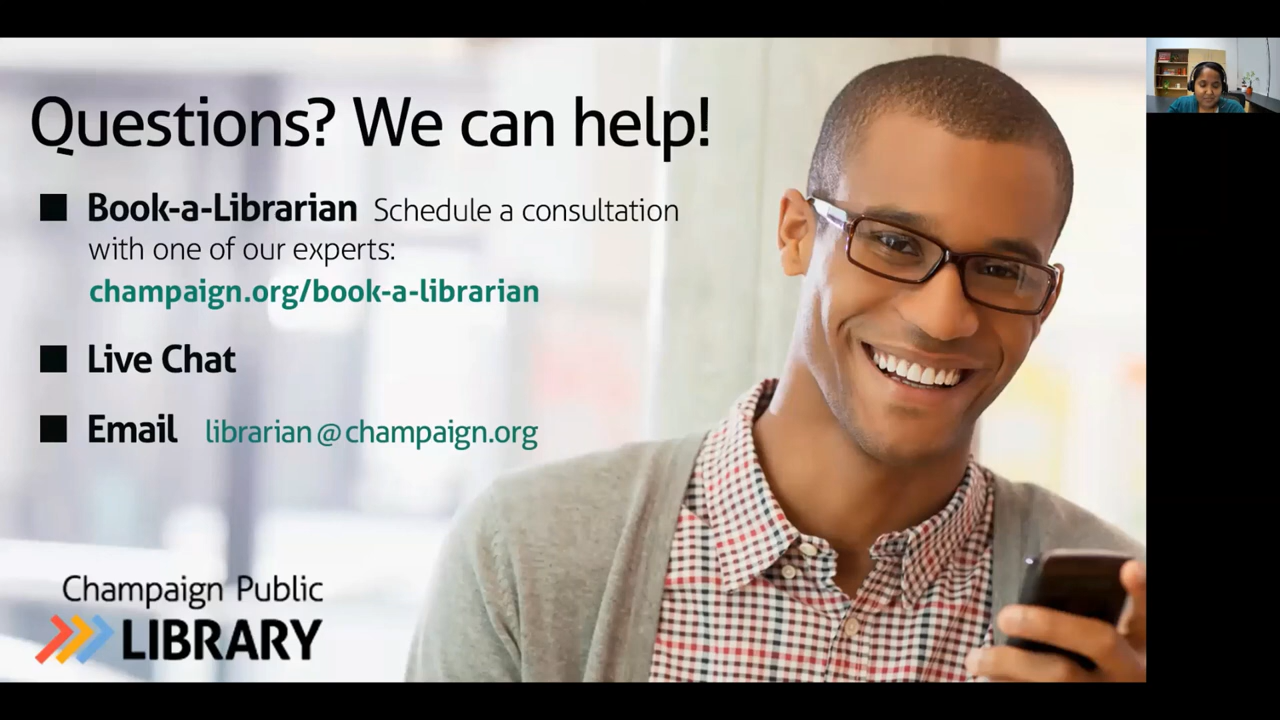 Questions? We can help!
Book-a-Librarian Schedule a consultation
with one of our experts:
champaign.org/book-a-librarian
Live Chat
Email librarian@champaign.org
Champaign Public
LIBRARY